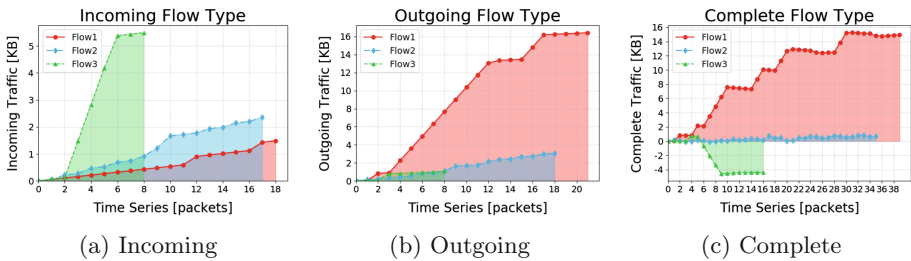 Incoming Flow Type
Incoming Traffic [KB]
5
4
3
2
1
0
Flow1
Flow2
Flow3
0 2 4 6 8 10 12 14 16 18
Time Series [packets]
(a) Incoming
Outgoing Flow Type
Outgoing Traffic [KB]
16
14
12
10
8
6
4
2
0
Flow1
Flow2
Flow3
0 2 4 6 8 10 12 14 16 18 20
Time Series [packets]
(b) Outgoing
Complete Flow Type
Complete Traffic [KB]
16
14
12
10
8
6
4
2
0
-2
-4
Flow1
Flow2
Flow3
0 2 4 6 8 10 12 14 16 18 20 22 24 26 28 30 32 34 36 38
Time Series [packets]
(c) Complete